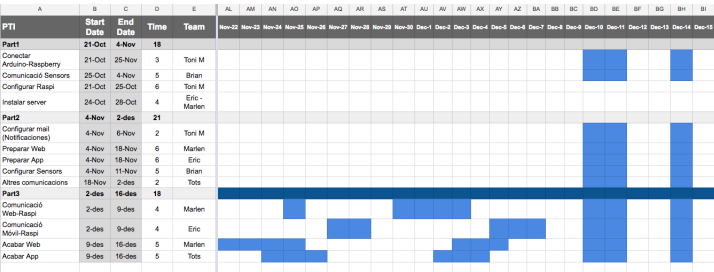 A B C D E AL AM AN AO AP AQ AR AS AT AU AV AW AX AY AZ BA BB BC BD BE BF BG BH BI
PTI Start Date End Date Time Team Nov-22 Nov-23 Nov-24 Nov-25 Nov-26 Nov-27 Nov-28 Nov-29 Nov-30 Dec-1 Dec-2 Dec-3 Dec-4 Dec-5 Dec-6 Dec-7 Dec-8 Dec-9 Dec-10 Dec-11 Dec-12 Dec-13 Dec-14 Dec-15
Part1 21-Oct 4-Nov 18
Conectar
Arduino-Raspberry 21-Oct 25-Nov 3 Toni M
Comunicació Sensors 25-Oct 4-Nov 5 Brian
Configurar Raspi 21-Oct 25-Oct 6 Toni M
Instalar server 24-Oct 28-Oct 4 Eric - Marlen
Part2 4-Nov 2-des 21
Configurar mail
(Notificaciones) 4-Nov 6-Nov 2 Toni M
Preparar Web 4-Nov 18-Nov 6 Marlen
Preparar App 4-Nov 18-Nov 6 Eric
Configurar Sensors 4-Nov 11-Nov 5 Brian
Altres comunicacions 18-Nov 2-des 2 Tots
Part3 2-des 16-des 18
Comunicació
Web-Raspi 2-des 9-des 4 Marlen
Comunicació
Móvil-Raspi 2-des 9-des 4 Eric
Acabar Web 9-des 16-des 5 Marlen
Acabar App 9-des 16-des 5 Tots